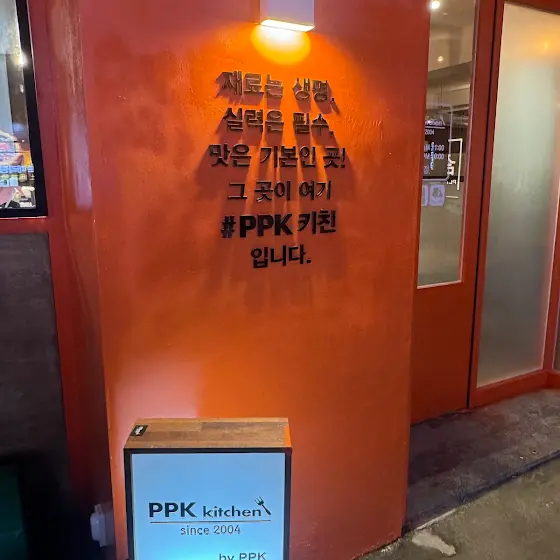 재료는 생명,
실력은 필수,
맛은 기본인 곳!
그 곳이 여기
#PPK 키친
입니다.
PPK kitchen
since 2004
by PPK